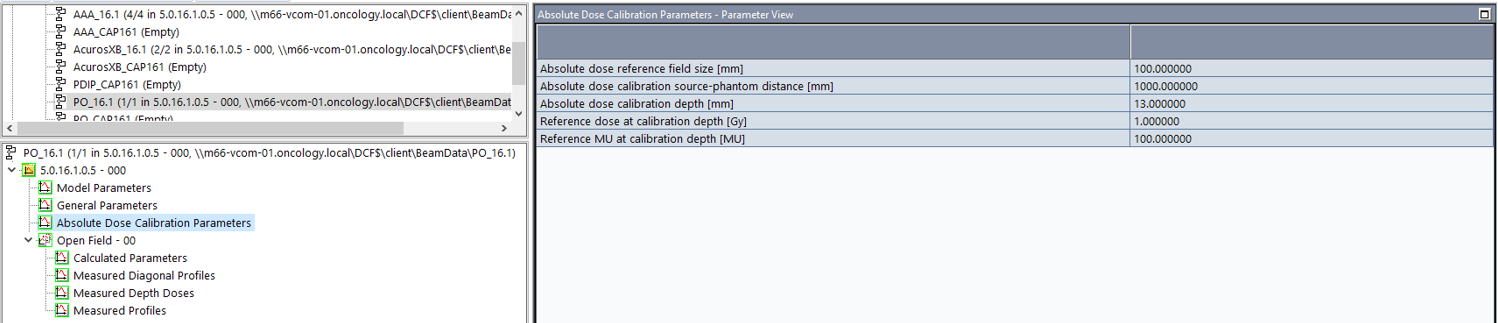 AAA_16.1 (4/4 in 5.0.16.1.0.5 - 000, \\m66-vcom-01.oncology.local\DCF$\client\BeamDa
AAA_CAP161 (Empty)
AcurosXB_16.1 (2/2 in 5.0.16.1.0.5 - 000, \\m66-vcom-01.oncology.local\DCF$\client\Be
AcurosXB_CAP161 (Empty)
PDIP_CAP161 (Empty)
PO_16.1 (1/1 in 5.0.16.1.0.5 - 000, \\m66-vcom-01.oncology.local\DCF$\client\BeamDat
PO_CAP161 (Empty)
PO_16.1 (1/1 in 5.0.16.1.0.5 - 000, \\m66-vcom-01.oncology.local\DCF$\client\BeamData\PO_16.1)
5.0.16.1.0.5 - 000
Model Parameters
General Parameters
Absolute Dose Calibration Parameters
Open Field - 00
Calculated Parameters
Measured Diagonal Profiles
Measured Depth Doses
Measured Profiles
Absolute Dose Calibration Parameters - Parameter View
Absolute dose reference field size [mm] 100.000000
Absolute dose calibration source-phantom distance [mm] 1000.000000
Absolute dose calibration depth [mm] 13.000000
Reference dose at calibration depth [Gy] 1.000000
Reference MU at calibration depth [MU] 100.000000